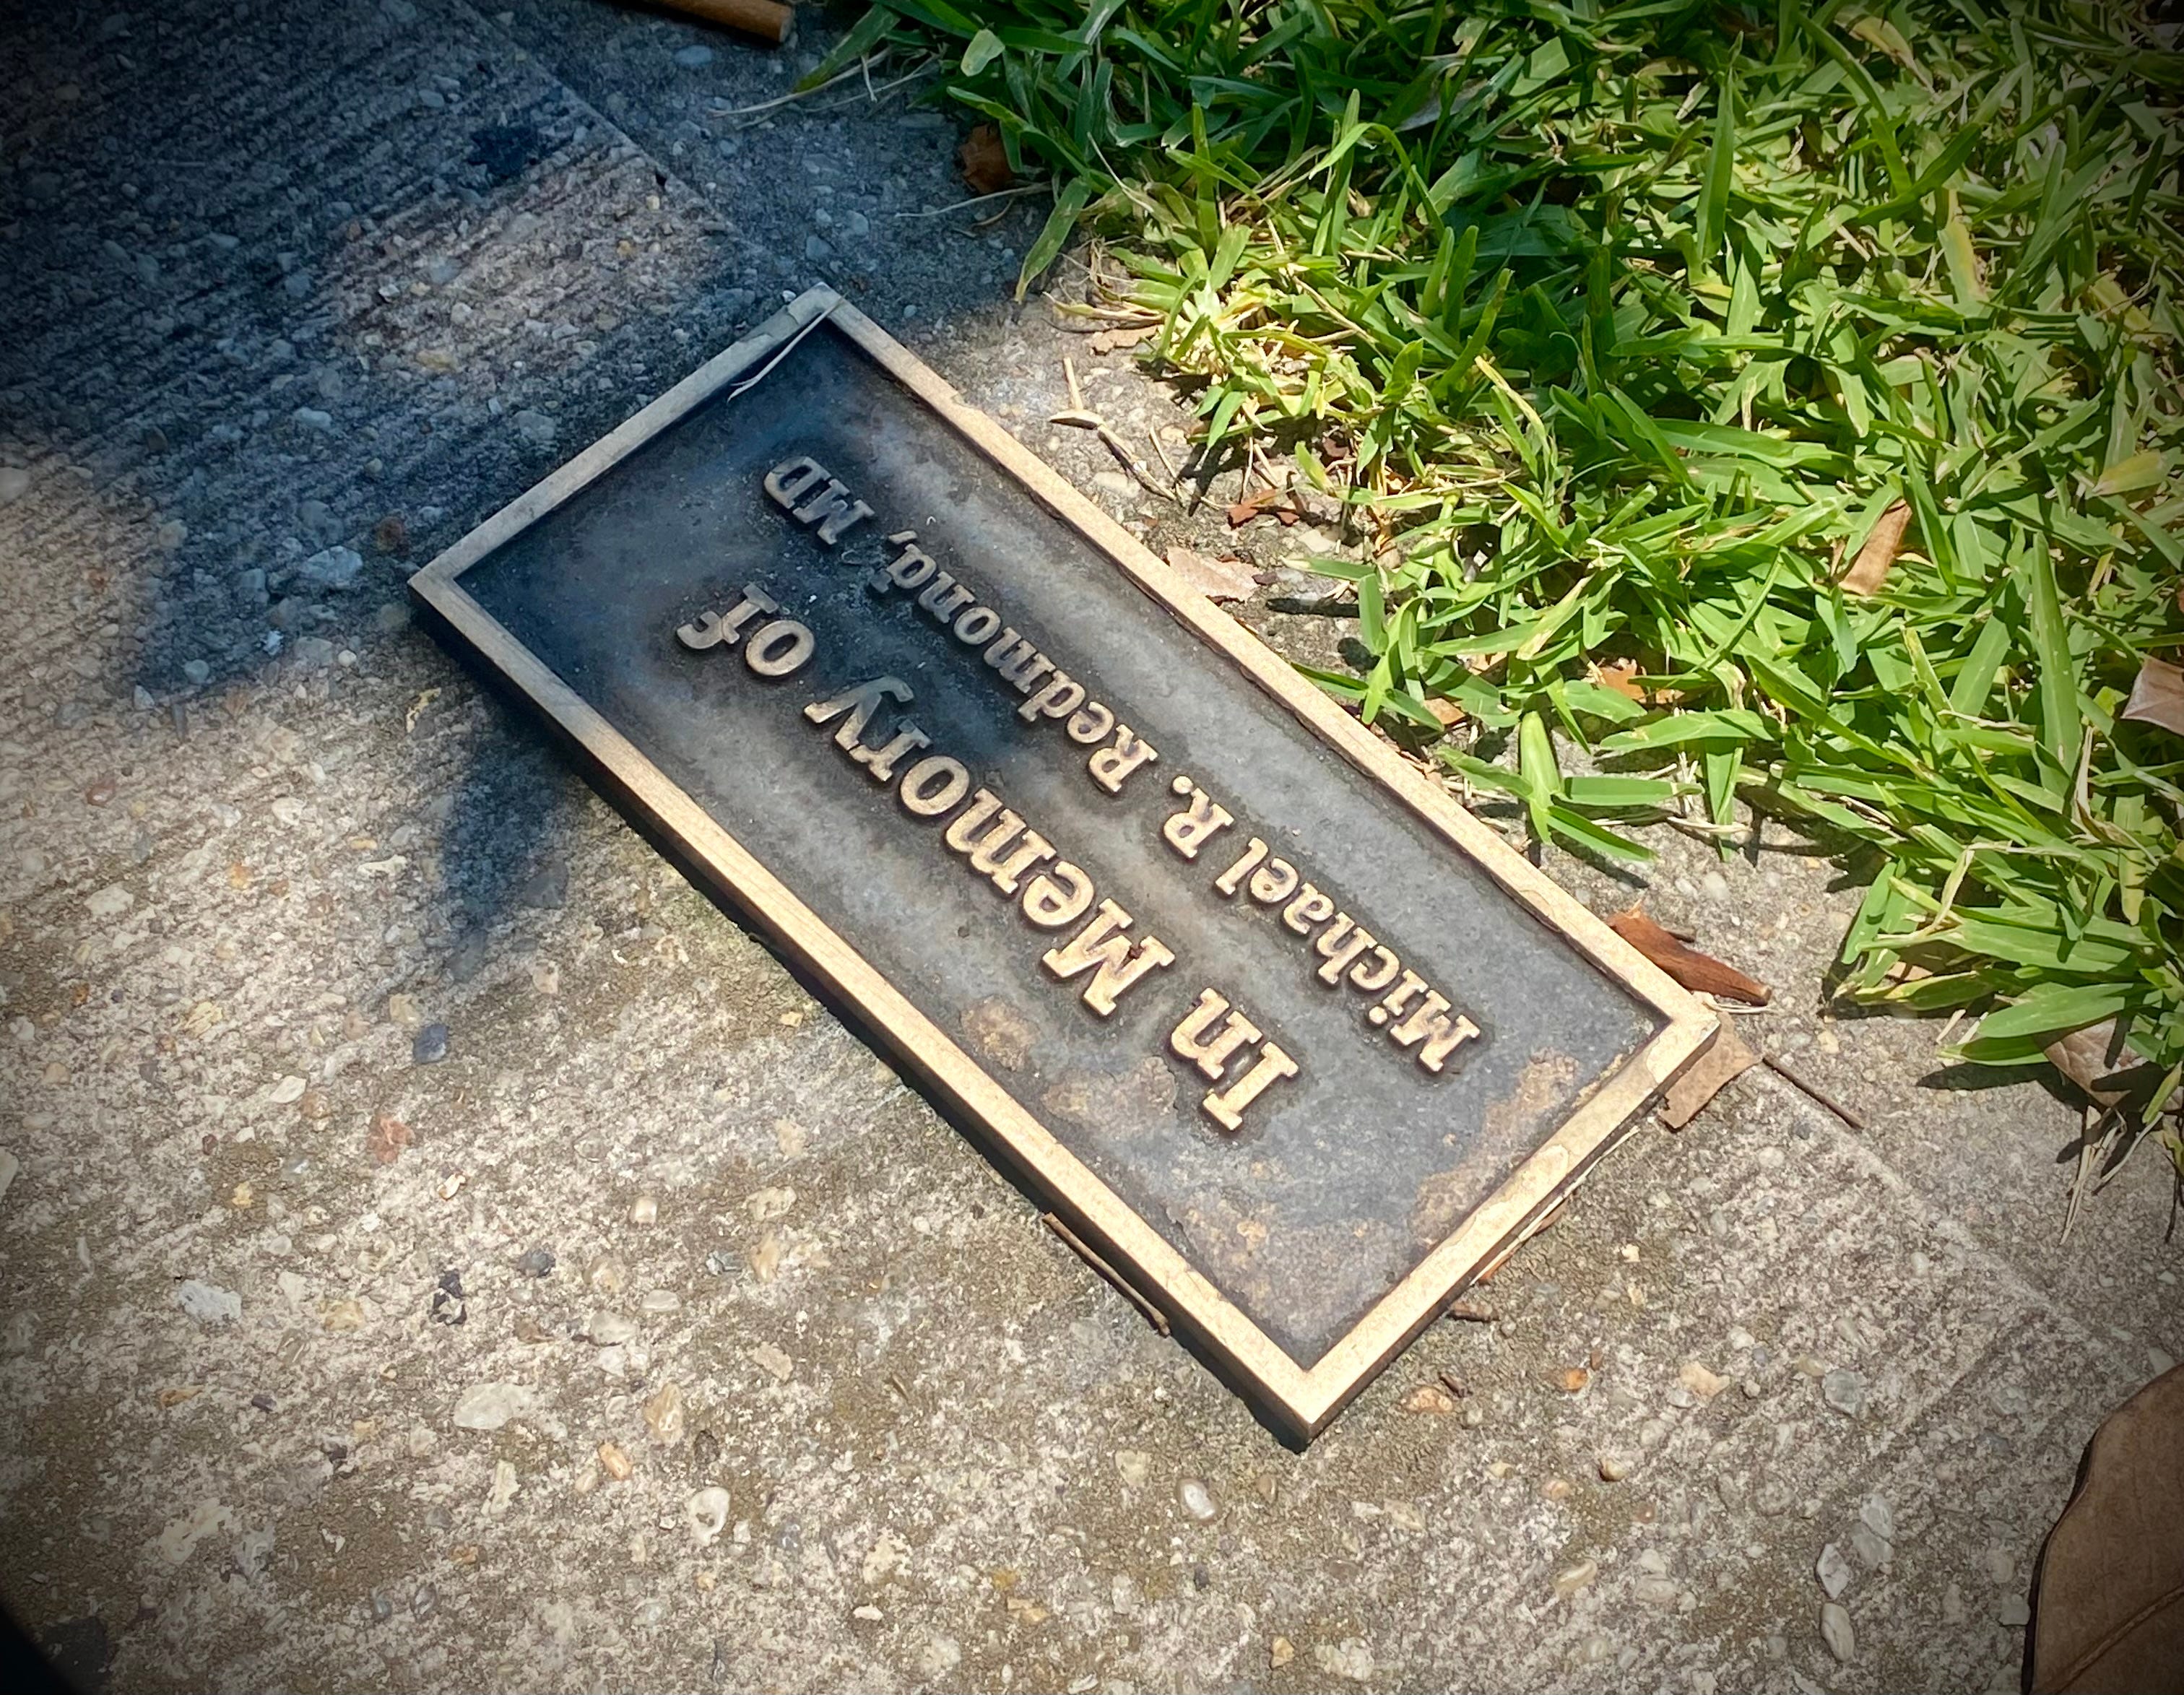 In Memory of
Michael R. Redmond, MD